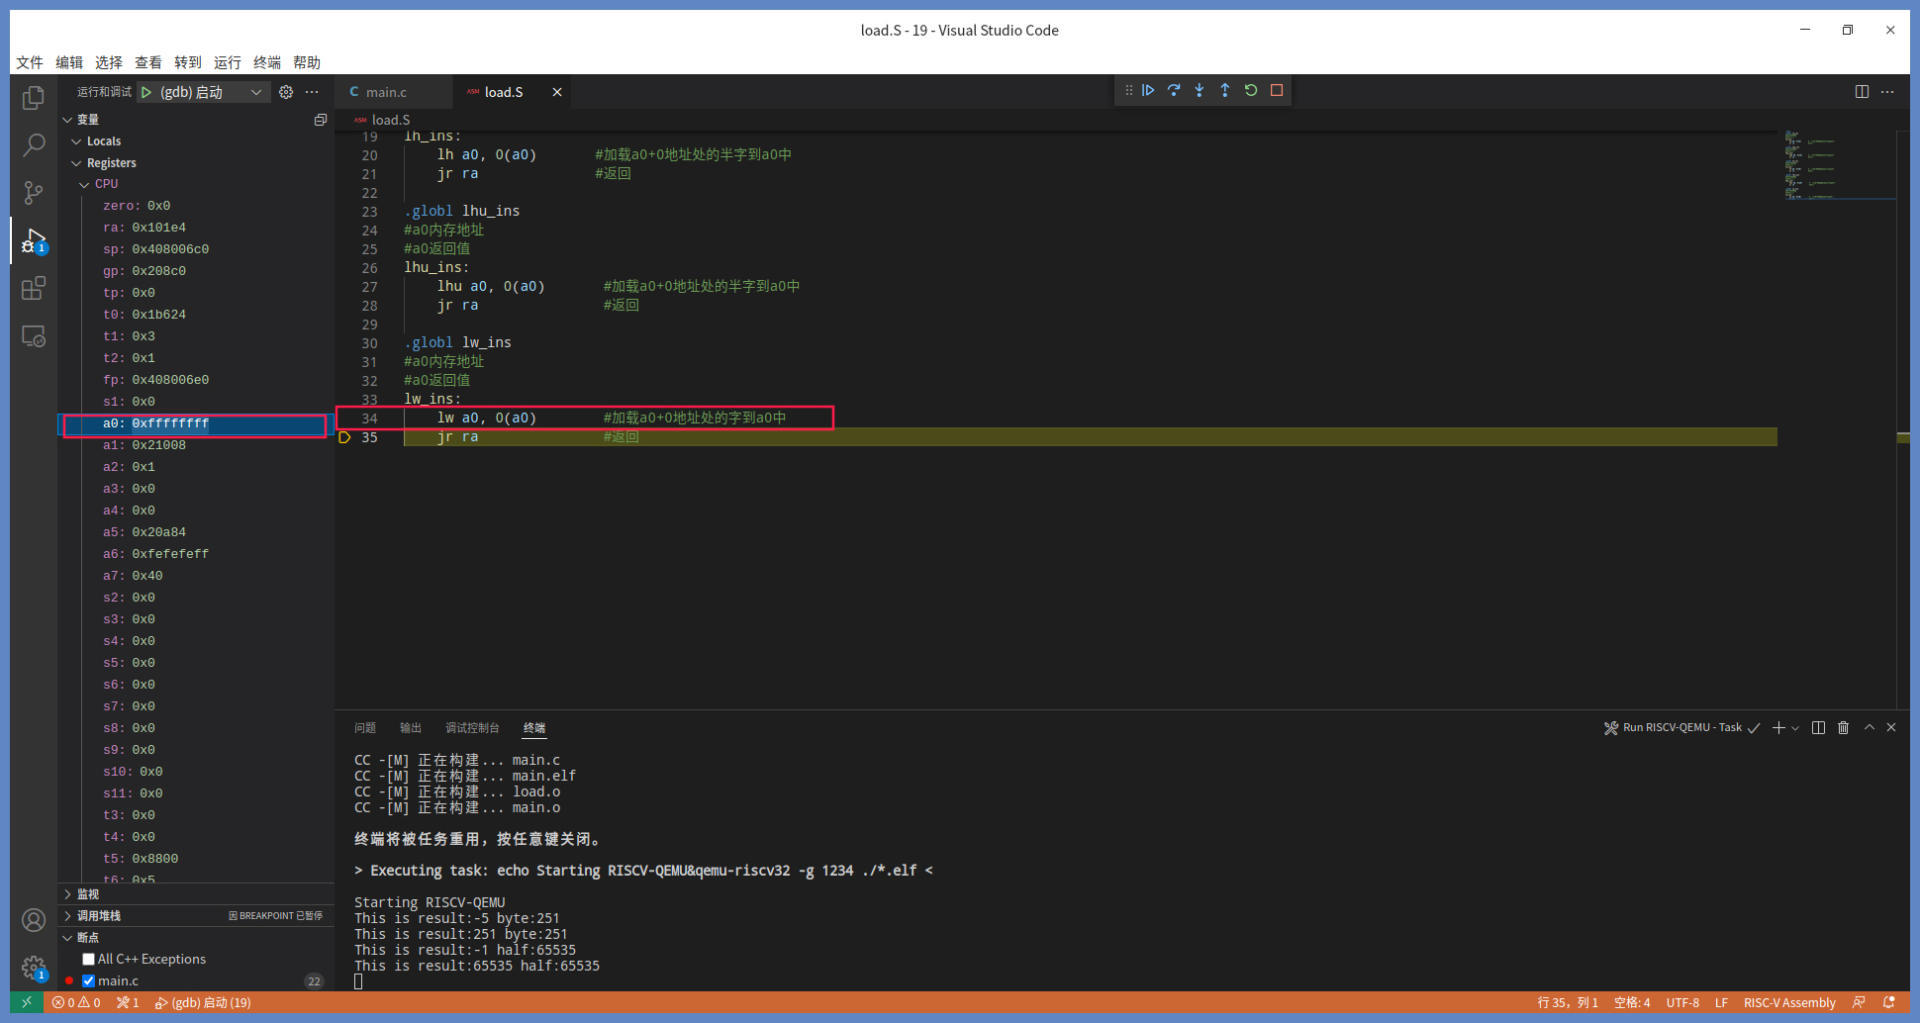 load.S - 19 - Visual Studio Code
文件 编辑 选择 查看 转到 运行 终端 帮助
运行和调试 (gdb) 启动
变量
Locals
Registers
CPU
zero: 0x0
ra: 0x101e4
sp: 0x408006c0
gp: 0x208c0
tp: 0x0
t0: 0x1b624
t1: 0x3
t2: 0x1
fp: 0x408006e0
s1: 0x0
a0: 0xffffffff
a1: 0x21008
a2: 0x1
a3: 0x0
a4: 0x0
a5: 0x20a84
a6: 0xfefefeff
a7: 0x40
s2: 0x0
s3: 0x0
s4: 0x0
s5: 0x0
s6: 0x0
s7: 0x0
s8: 0x0
s9: 0x0
s10: 0x0
s11: 0x0
t3: 0x0
t4: 0x0
t5: 0x8800
t6: 0x5
监视
调用堆栈 因 BREAKPOINT 已暂停
断点
All C++ Exceptions
main.c 22
C main.c ASM load.S
ASM load.S
19 lh_ins:
20 lh a0, 0(a0) #加载a0+0地址处的半字到a0中
21 jr ra #返回
22
23 .globl lhu_ins
24 #a0内存地址
25 #a0返回值
26 lhu_ins:
27 lhu a0, 0(a0) #加载a0+0地址处的半字到a0中
28 jr ra #返回
29
30 .globl lw_ins
31 #a0内存地址
32 #a0返回值
33 lw_ins:
34 lw a0, 0(a0) #加载a0+0地址处的字到a0中
35 jr ra #返回
问题 输出 调试控制台 终端 Run RISCV-QEMU - Task
CC -[M] 正在构建... main.c
CC -[M] 正在构建... main.elf
CC -[M] 正在构建... load.o
CC -[M] 正在构建... main.o
终端将被任务重用，按任意键关闭。
> Executing task: echo Starting RISCV-QEMU&qemu-riscv32 -g 1234 ./*.elf <
Starting RISCV-QEMU
This is result:-5 byte:251
This is result:251 byte:251
This is result:-1 half:65535
This is result:65535 half:65535
1
1
0 0 1 (gdb) 启动 (19) 行 35，列 1 空格: 4 UTF-8 LF RISC-V Assembly